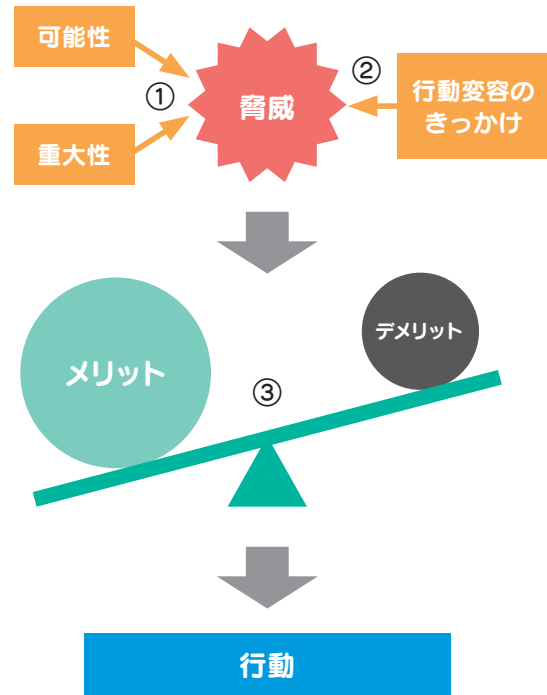 可能性
①
重大性
脅威
②
行動変容の
きっかけ
メリット
デメリット
③
行動